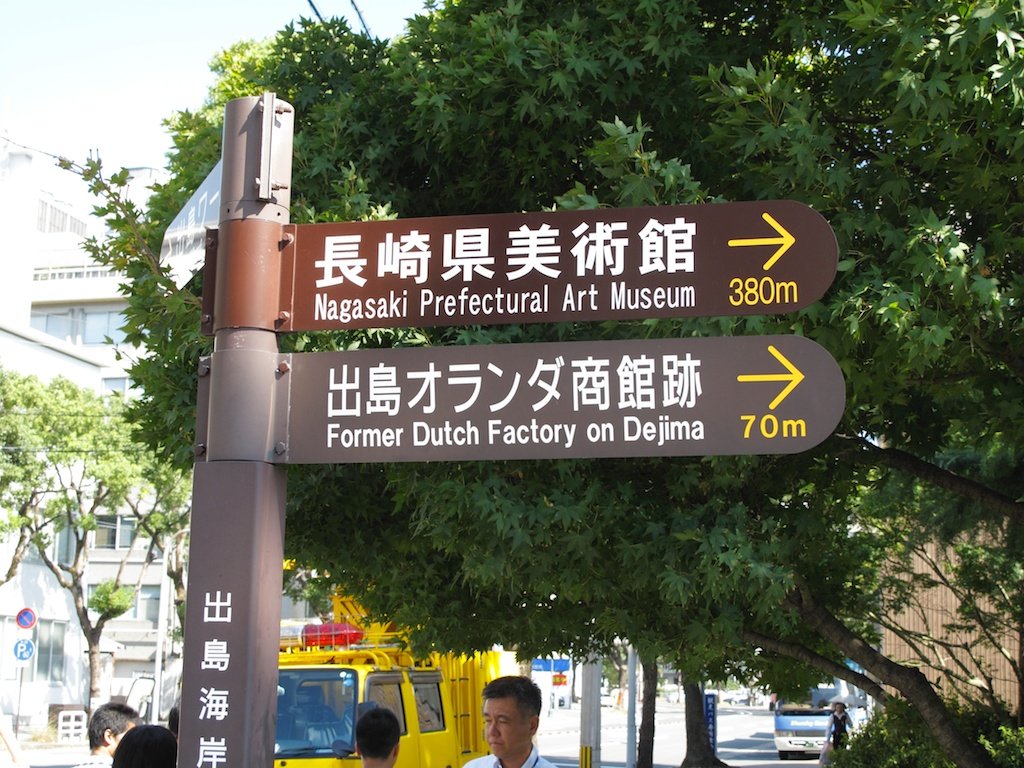 長崎県美術館
Nagasaki Prefectural Art Museum
380m
出島オランダ商館跡
Former Dutch Factory on Dejima
70m
出島海岸
P